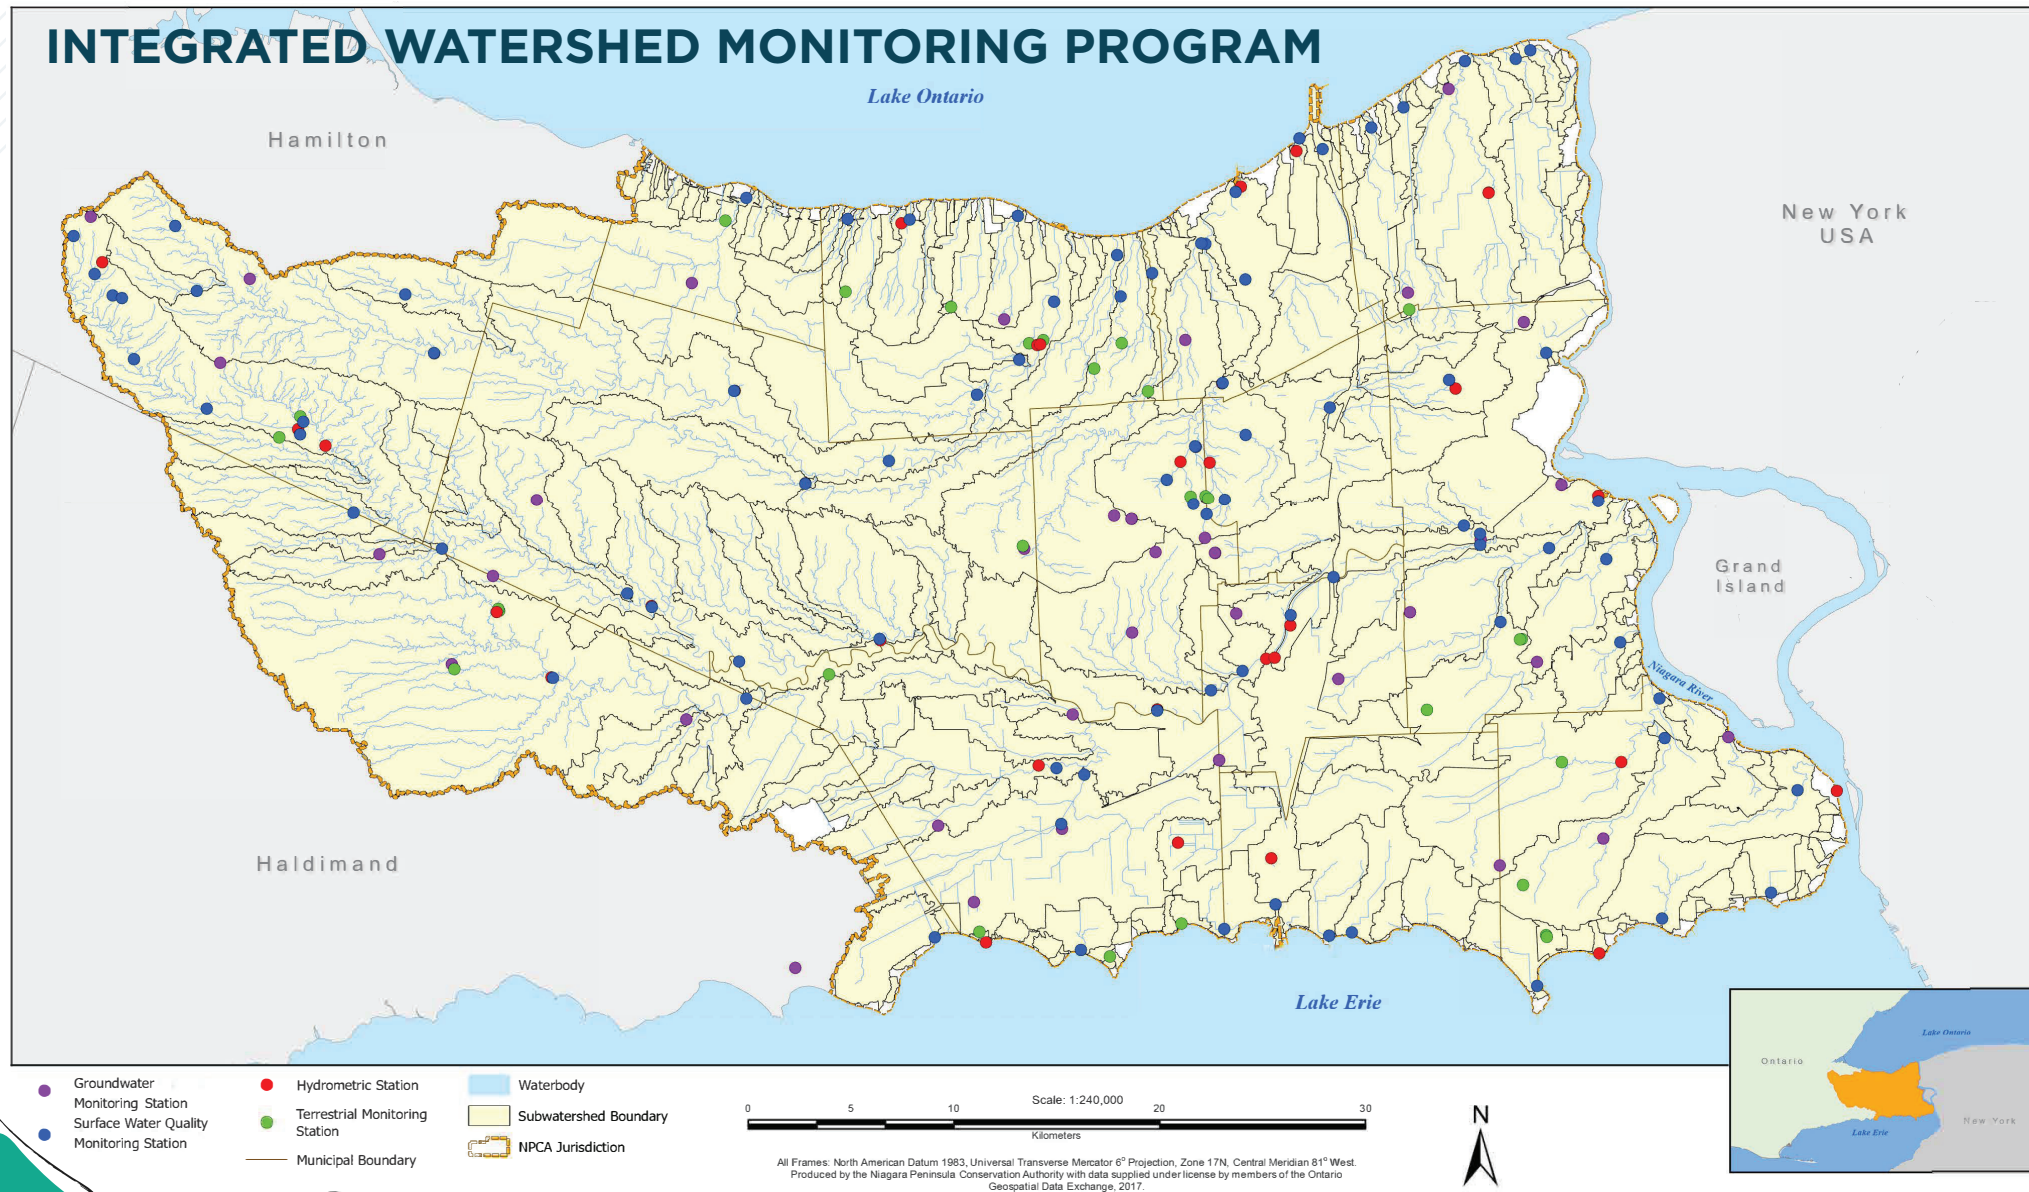 INTEGRATED WATERSHED MONITORING PROGRAM
Lake Ontario
Hamilton
New York
USA
Grand
Island
Niagara River
Haldimand
Lake Erie
Groundwater
Monitoring Station
Surface Water Quality
Monitoring Station
Hydrometric Station
Terrestrial Monitoring
Station
Municipal Boundary
Waterbody
Subwatershed Boundary
NPCA Jurisdiction
Scale: 1:240,000
0 5 10 20 30
Kilometers
All Frames: North American Datum 1983, Universal Transverse Mercator 6° Projection, Zone 17N, Central Meridian 81° West.
Produced by the Niagara Peninsula Conservation Authority with data supplied under license by members of the Ontario
Geospatial Data Exchange, 2017.
N
Lake Ontario
Ontario
New York
Lake Erie